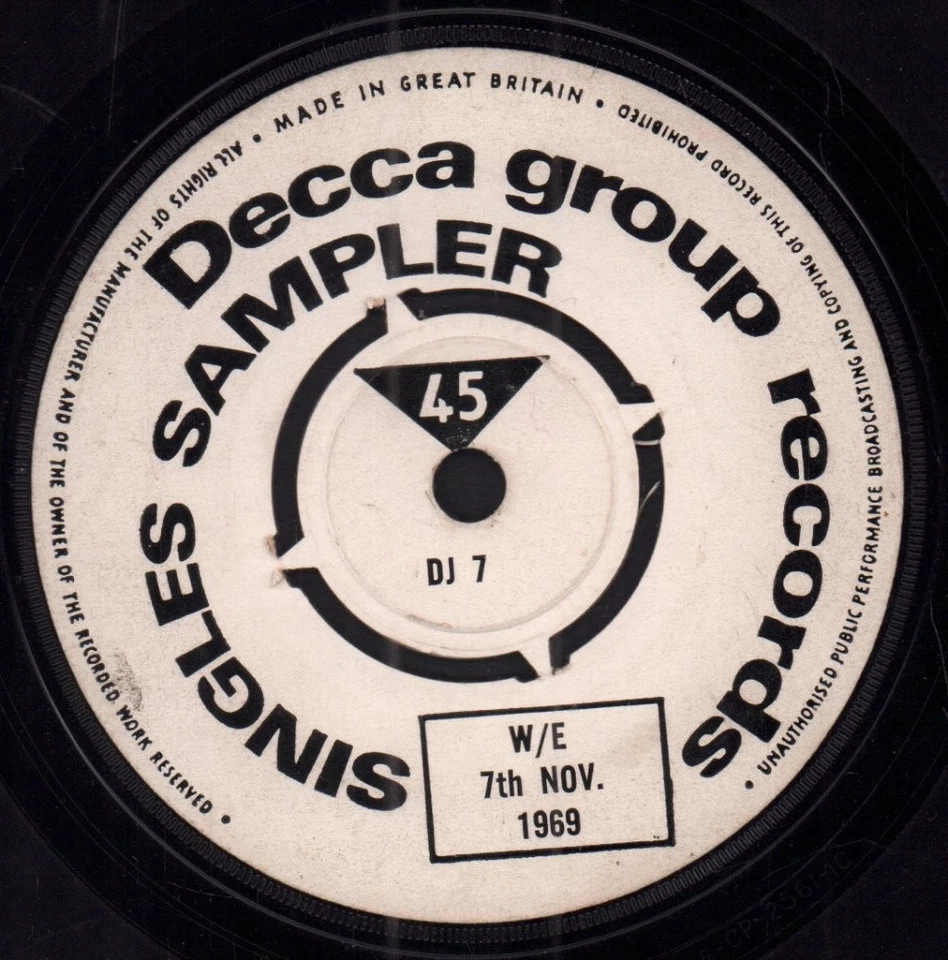 ALL RIGHTS OF THE MANUFACTURER AND OF THE OWNER OF THE RECORDED WORK RESERVED •
• MADE IN GREAT BRITAIN •
UNAUTHORISED PUBLIC PERFORMANCE BROADCASTING AND COPYING OF THIS RECORD PROHIBITED
Decca group records
SINGLES SAMPLER
45
DJ 7
W/E
7th NOV.
1969